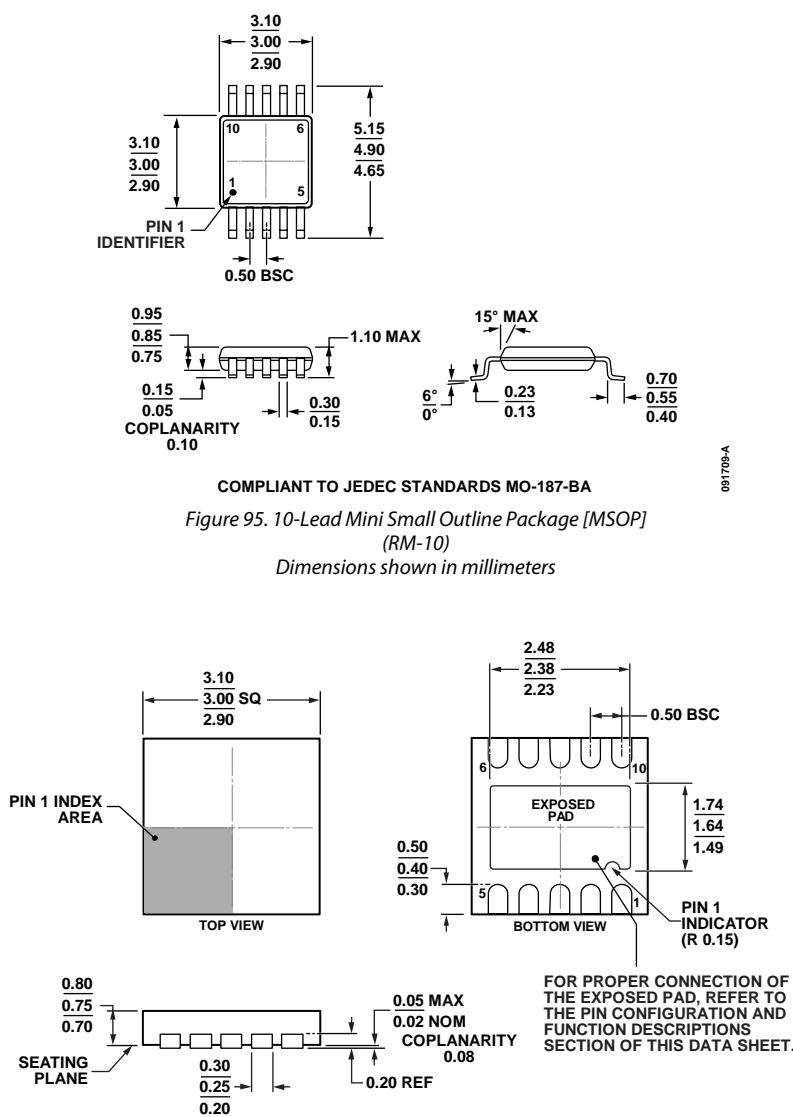 3.10
3.00
2.90
10
6
1
5
3.10
3.00
2.90
5.15
4.90
4.65
PIN 1
IDENTIFIER
0.50 BSC
0.95
0.85
0.75
1.10 MAX
0.15
0.05
COPLANARITY
0.10
0.30
0.15
15° MAX
6°
0°
0.23
0.13
0.70
0.55
0.40
COMPLIANT TO JEDEC STANDARDS MO-187-BA
091709-A
Figure 95. 10-Lead Mini Small Outline Package [MSOP]
(RM-10)
Dimensions shown in millimeters
3.10
3.00 SQ
2.90
PIN 1 INDEX
AREA
TOP VIEW
2.48
2.38
2.23
0.50 BSC
6
10
EXPOSED
PAD
1.74
1.64
1.49
0.50
0.40
0.30
5
1
BOTTOM VIEW
PIN 1
INDICATOR
(R 0.15)
FOR PROPER CONNECTION OF
THE EXPOSED PAD, REFER TO
THE PIN CONFIGURATION AND
FUNCTION DESCRIPTIONS
SECTION OF THIS DATA SHEET.
0.80
0.75
0.70
SEATING
PLANE
0.05 MAX
0.02 NOM
COPLANARITY
0.08
0.30
0.25
0.20
0.20 REF